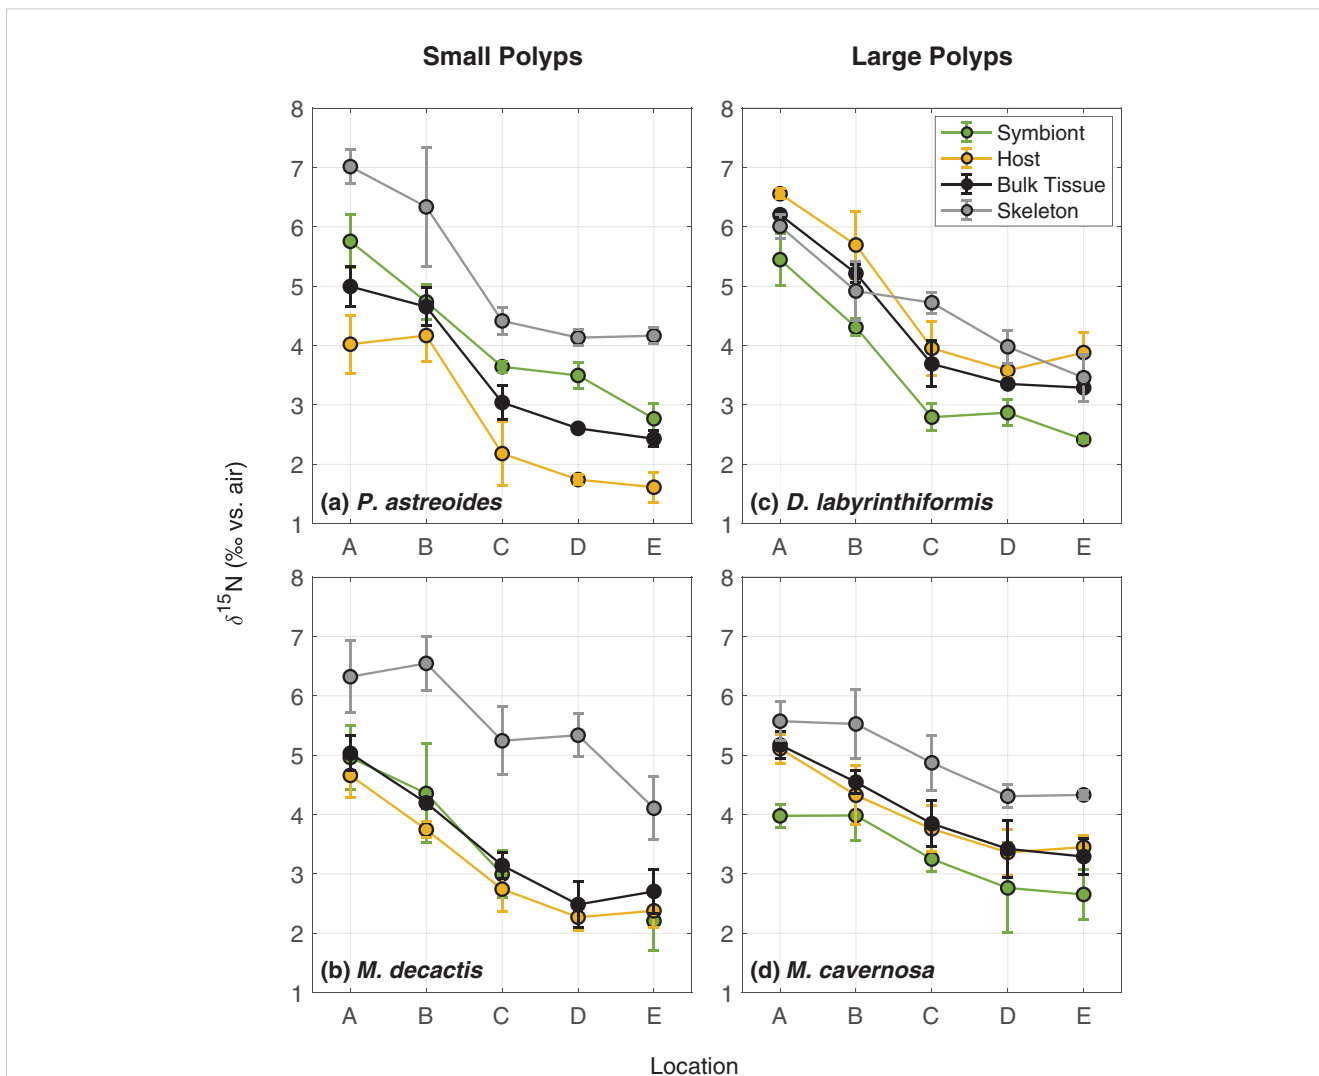 Small Polyps
Large Polyps
8
7
6
5
4
3
2
1
(a) P. astreoides
A B C D E
8
7
6
5
4
3
2
1
Symbiont
Host
Bulk Tissue
Skeleton
(c) D. labyrinthiformis
A B C D E
δ15N (‰ vs. air)
8
7
6
5
4
3
2
1
(b) M. decactis
A B C D E
8
7
6
5
4
3
2
1
(d) M. cavernosa
A B C D E
Location